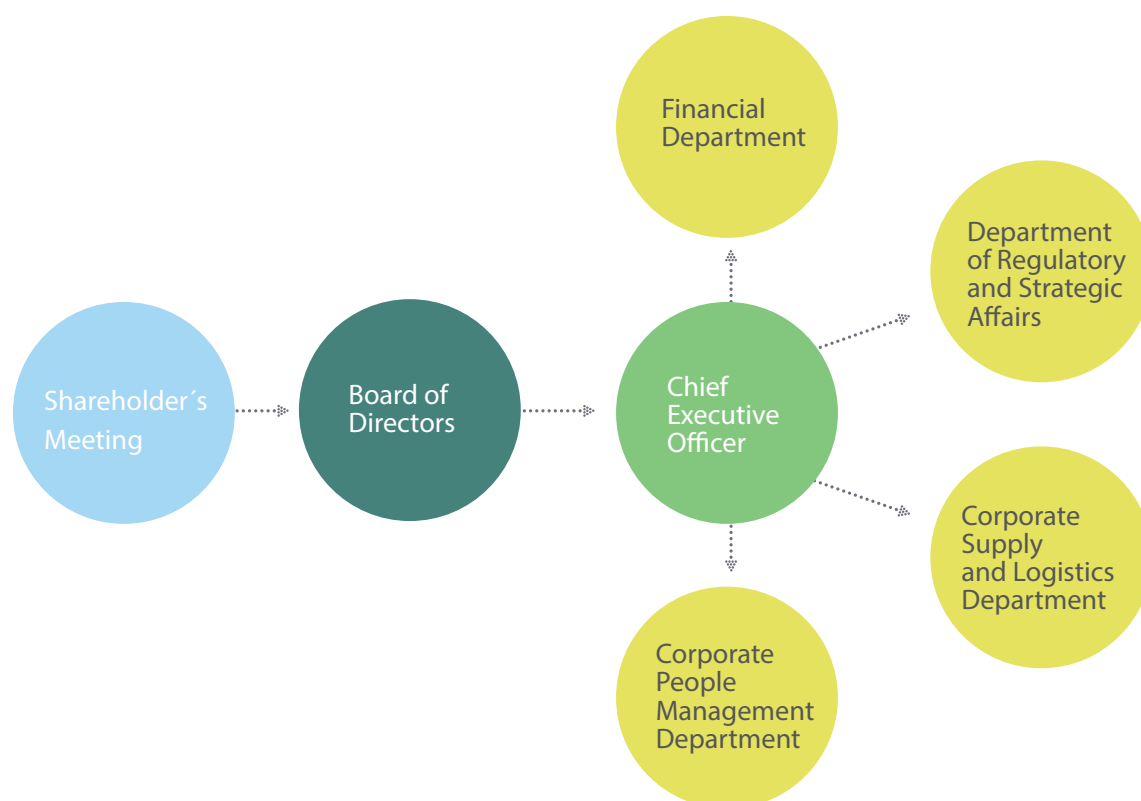 Financial
Department
Department
of Regulatory
and Strategic
Affairs
Shareholder´s
Meeting
Board of
Directors
Chief
Executive
Officer
Corporate
Supply
and Logistics
Department
Corporate
People
Management
Department